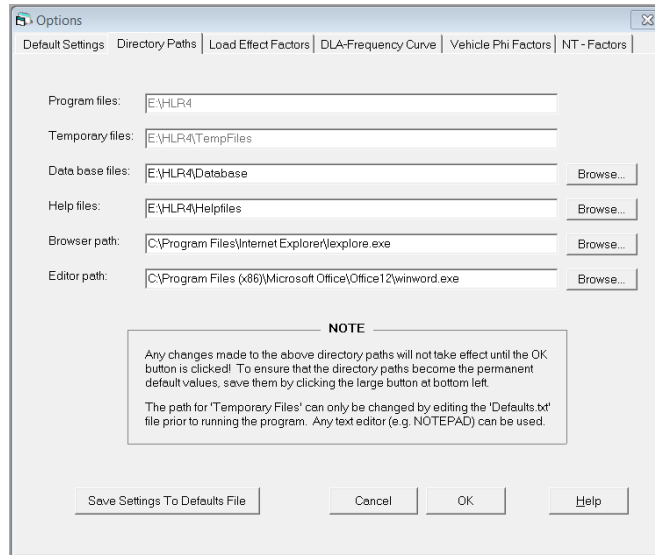 Options
Default Settings Directory Paths Load Effect Factors DLA-Frequency Curve Vehicle Phi Factors NT - Factors
Program files: E:\HLR4
Temporary files: E:\HLR4\TempFiles
Data base files: E:\HLR4\Database Browse...
Help files: E:\HLR4\Helpfiles Browse...
Browser path: C:\Program Files\Internet Explorer\Iexplore.exe Browse...
Editor path: C:\Program Files (x86)\Microsoft Office\Office12\winword.exe Browse...
NOTE
Any changes made to the above directory paths will not take effect until the OK
button is clicked! To ensure that the directory paths become the permanent
default values, save them by clicking the large button at bottom left.
The path for 'Temporary Files' can only be changed by editing the 'Defaults.txt'
file prior to running the program. Any text editor (e.g. NOTEPAD) can be used.
Save Settings To Defaults File Cancel OK Help